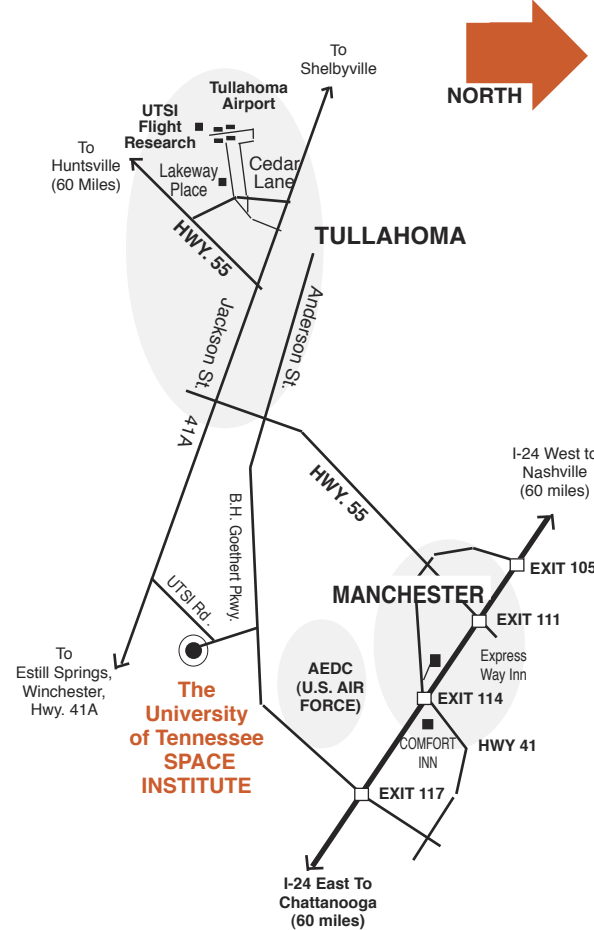 To
Shelbyville
NORTH
Tullahoma
Airport
UTSI
Flight
Research
To
Huntsville
(60 Miles)
Lakeway
Place
Cedar
Lane
TULLAHOMA
HWY. 55
Jackson St.
41A
Anderson St.
HWY. 55
I-24 West to
Nashville
(60 miles)
B.H. Goethert Pkwy.
EXIT 105
MANCHESTER
UTSI Rd .
EXIT 111
To
Estill Springs,
Winchester,
Hwy. 41A
Express
Way Inn
AEDC
(U.S. AIR
FORCE)
The
University
of Tennessee
SPACE
INSTITUTE
EXIT 114
COMFORT
INN
HWY 41
EXIT 117
I-24 East To
Chattanooga
(60 miles)